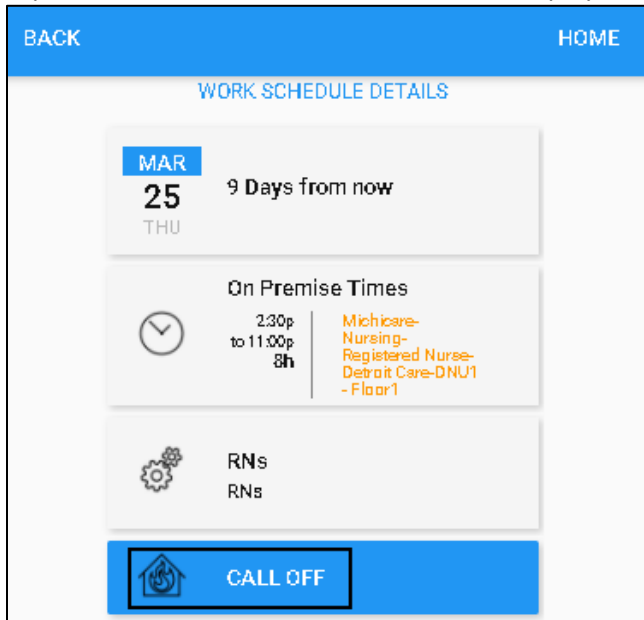 BACK
HOME
WORK SCHEDULE DETAILS
MAR
25
THU
9 Days from now
On Premise Times
2:30p
to 11:00p
8h
Michicare-
Nursing-
Registered Nurse-
Detroit Care-DNU1
- Floor1
RNs
RNs
CALL OFF